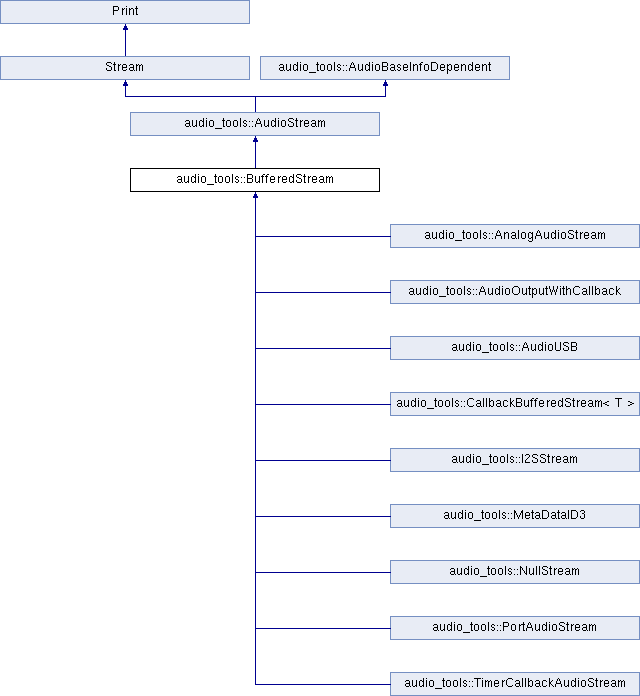 Print
Stream
audio_tools::AudioBaseInfoDependent
audio_tools::AudioStream
audio_tools::BufferedStream
audio_tools::AnalogAudioStream
audio_tools::AudioOutputWithCallback
audio_tools::AudioUSB
audio_tools::CallbackBufferedStream< T >
audio_tools::I2SStream
audio_tools::MetaDataID3
audio_tools::NullStream
audio_tools::PortAudioStream
audio_tools::TimerCallbackAudioStream